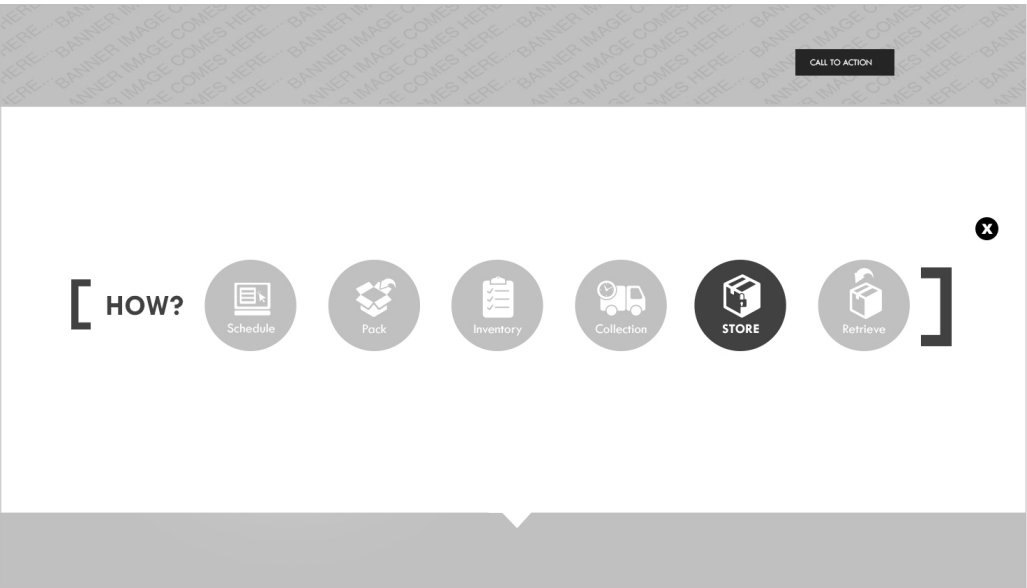 BANNER IMAGE COMES HERE...
CALL TO ACTION
X
[ HOW? ]
Schedule
Pack
Inventory
Collection
STORE
Retrieve